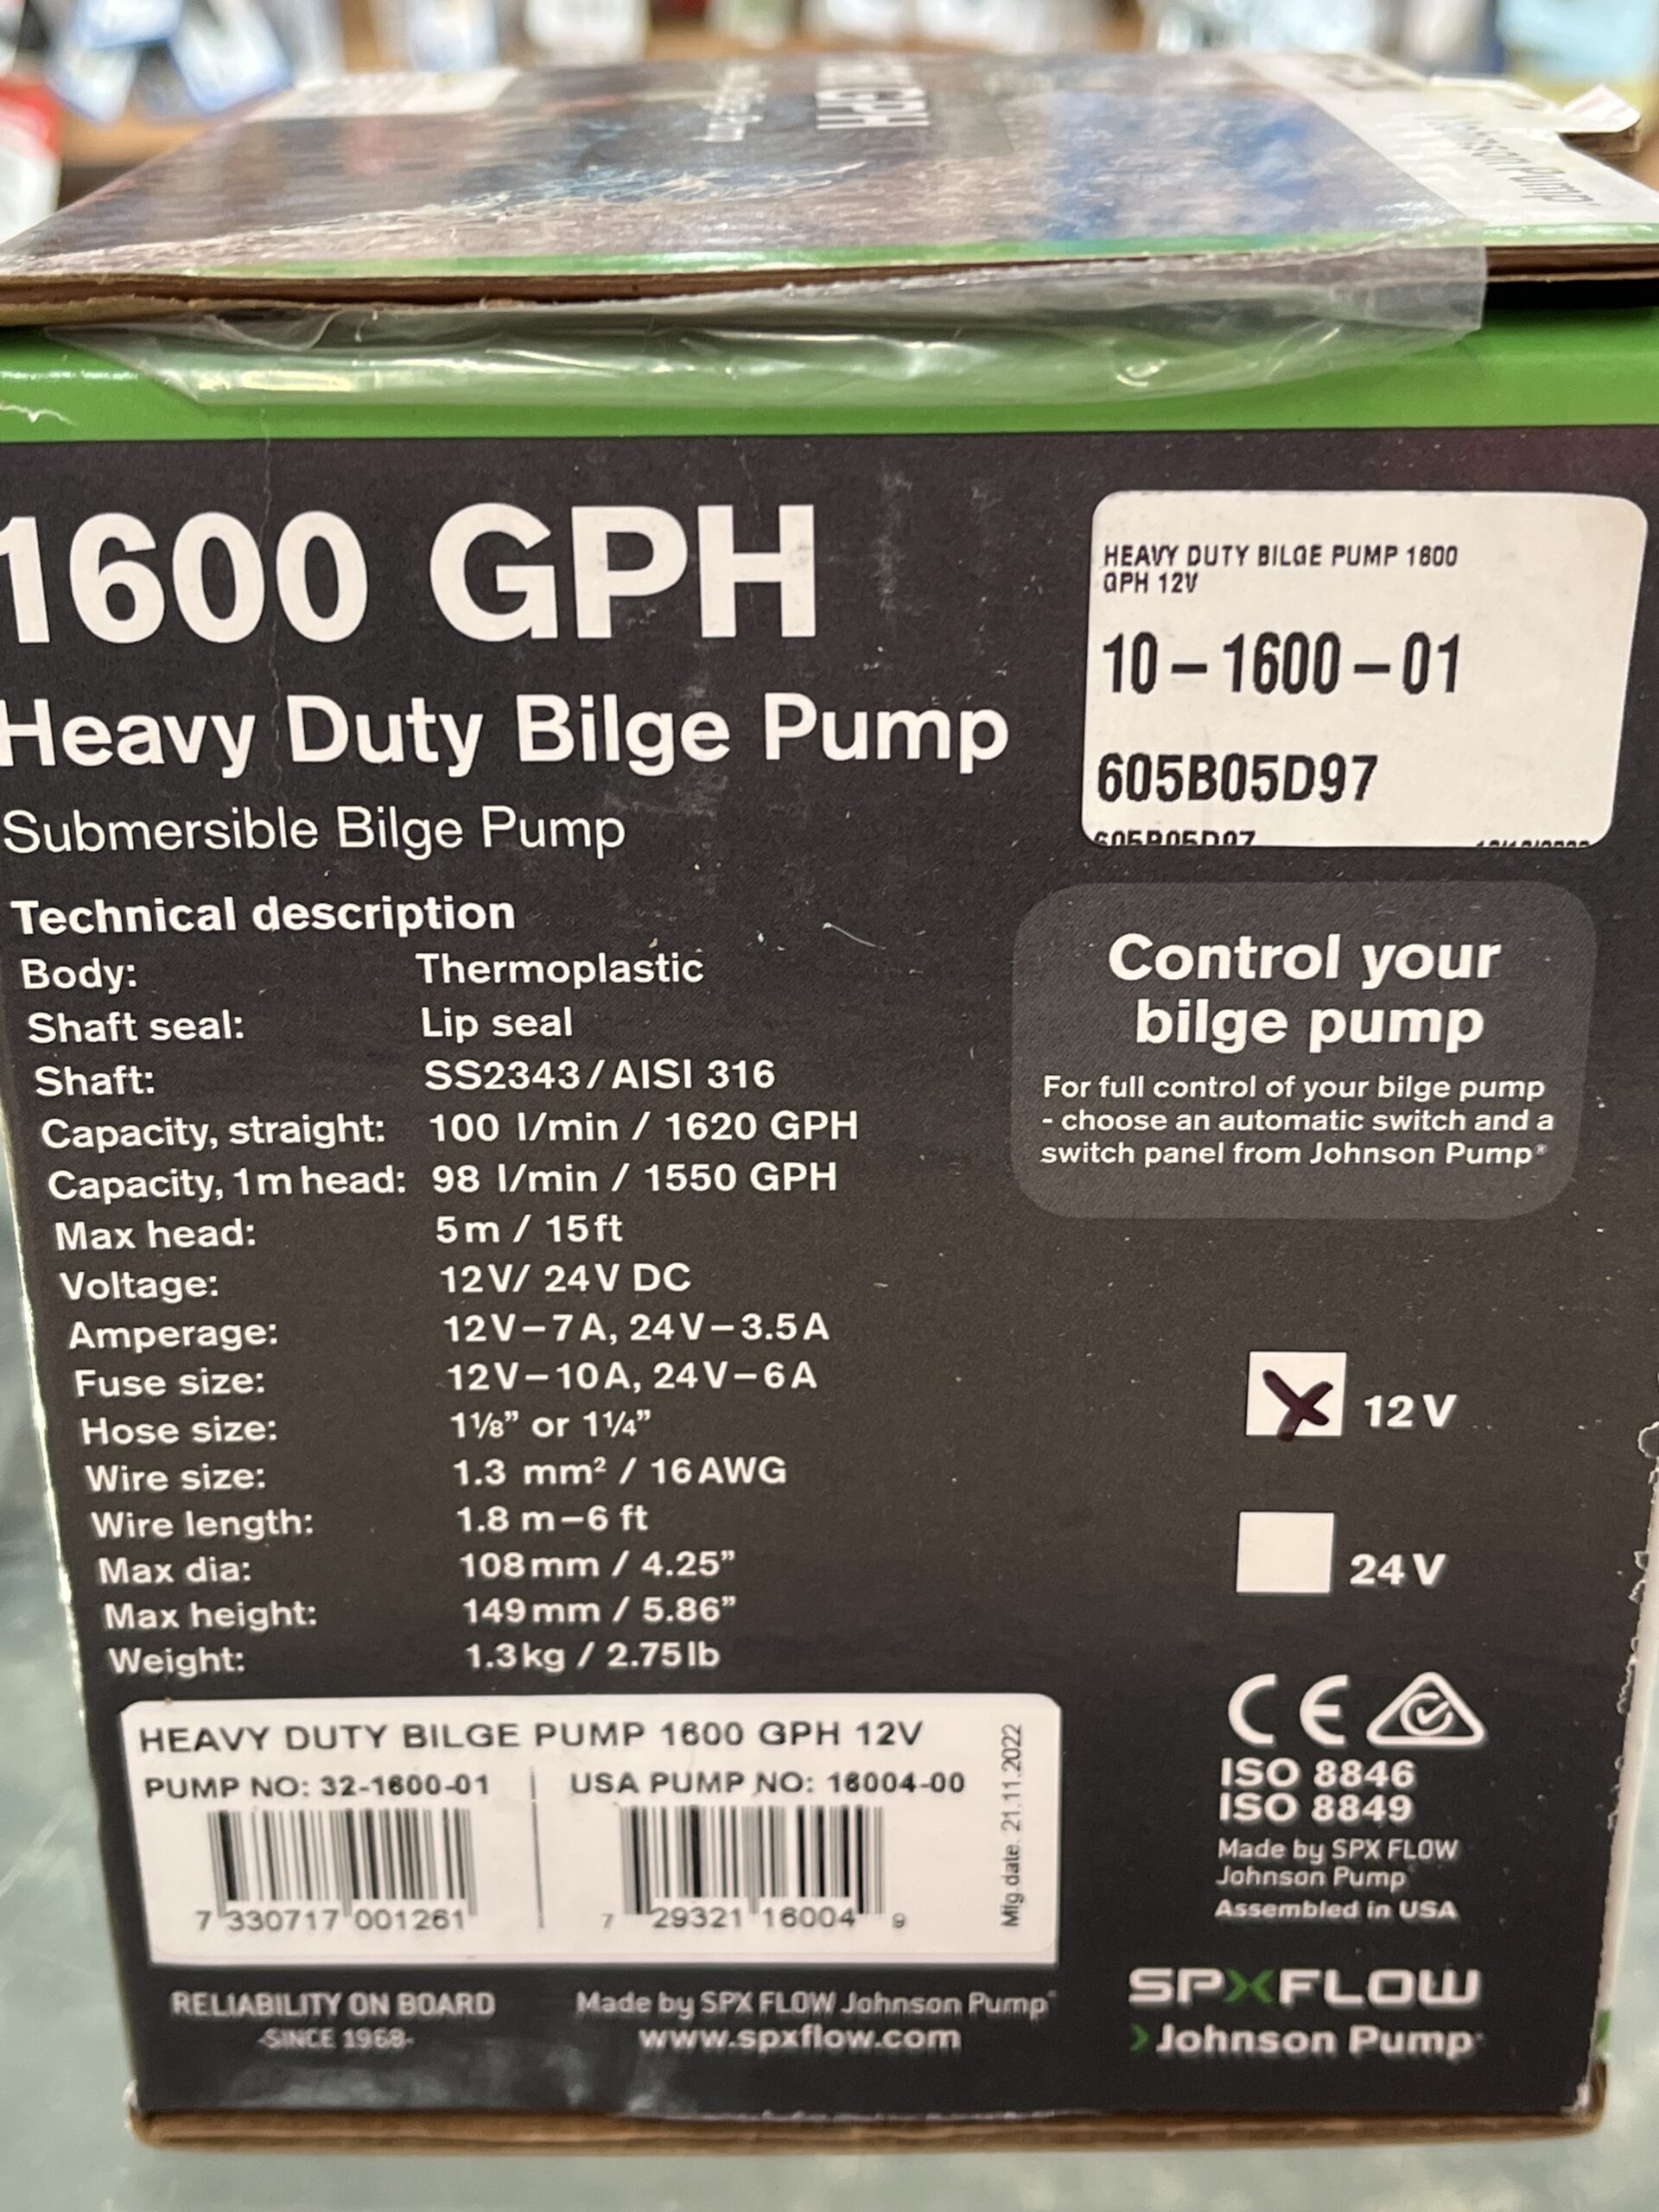 GPH
Johnson Pump
1600 GPH
Heavy Duty Bilge Pump
Submersible Bilge Pump
HEAVY DUTY BILGE PUMP 1600
GPH 12V
10-1600-01
605B05D97
605B05D97
Technical description
Body: Thermoplastic
Shaft seal: Lip seal
Shaft: SS2343/AISI 316
Capacity, straight: 100 l/min / 1620 GPH
Capacity, 1m head: 98 l/min / 1550 GPH
Max head: 5m / 15ft
Voltage: 12V/ 24V DC
Amperage: 12V-7A, 24V-3.5A
Fuse size: 12V-10A, 24V-6A
Hose size: 1⅛" or 1¼"
Wire size: 1.3 mm² / 16AWG
Wire length: 1.8 m-6 ft
Max dia: 108mm / 4.25"
Max height: 149mm / 5.86"
Weight: 1.3kg / 2.75lb
Control your
bilge pump
For full control of your bilge pump
- choose an automatic switch and a
switch panel from Johnson Pump®
X 12V
24V
HEAVY DUTY BILGE PUMP 1600 GPH 12V
PUMP NO: 32-1600-01 | USA PUMP NO: 16004-00
7 330717 001261
7 29321 16004 9
Mfg.date. 21.11.2022
CE
ISO 8846
ISO 8849
Made by SPX FLOW
Johnson Pump
Assembled in USA
RELIABILITY ON BOARD
-SINCE 1968-
Made by SPX FLOW Johnson Pump®
www.spxflow.com
SPXFLOW
>Johnson Pump®